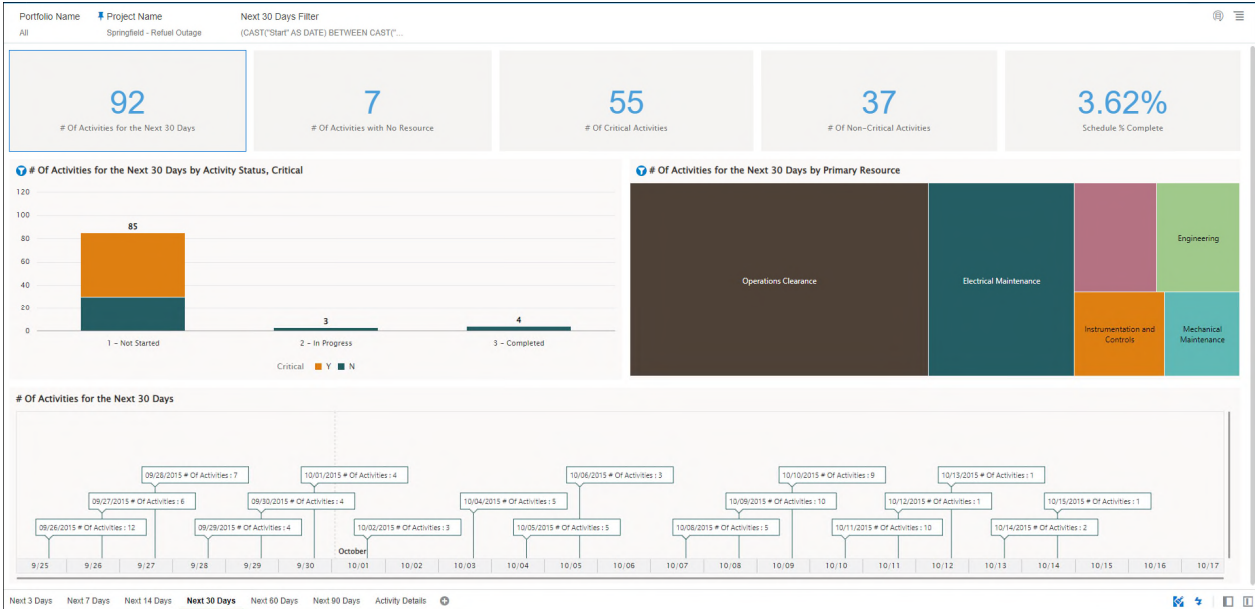 Portfolio Name Project Name Next 30 Days Filter
All Springfield - Refuel Outage (CAST("Start" AS DATE) BETWEEN CAST("...
92
# Of Activities for the Next 30 Days
7
# Of Activities with No Resource
55
# Of Critical Activities
37
# Of Non-Critical Activities
3.62%
Schedule % Complete
# Of Activities for the Next 30 Days by Activity Status, Critical
120
100
80
60
40
20
0
85
3
4
1 - Not Started 2 - In Progress 3 - Completed
Critical Y N
# Of Activities for the Next 30 Days by Primary Resource
Operations Clearance
Electrical Maintenance
Engineering
Instrumentation and
Controls
Mechanical
Maintenance
# Of Activities for the Next 30 Days
09/28/2015 # Of Activities : 7 10/01/2015 # Of Activities : 4 10/06/2015 # Of Activities : 3 10/10/2015 # Of Activities : 9 10/13/2015 # Of Activities : 1
09/27/2015 # Of Activities : 6 09/30/2015 # Of Activities : 4 10/04/2015 # Of Activities : 5 10/09/2015 # Of Activities : 10 10/12/2015 # Of Activities : 1 10/15/2015 # Of Activities : 1
09/26/2015 # Of Activities : 12 09/29/2015 # Of Activities : 4 10/02/2015 # Of Activities : 3 10/05/2015 # Of Activities : 5 10/08/2015 # Of Activities : 5 10/11/2015 # Of Activities : 10 10/14/2015 # Of Activities : 2
October
9/25 9/26 9/27 9/28 9/29 9/30 10/01 10/02 10/03 10/04 10/05 10/06 10/07 10/08 10/09 10/10 10/11 10/12 10/13 10/14 10/15 10/16 10/17
Next 3 Days Next 7 Days Next 14 Days Next 30 Days Next 60 Days Next 90 Days Activity Details